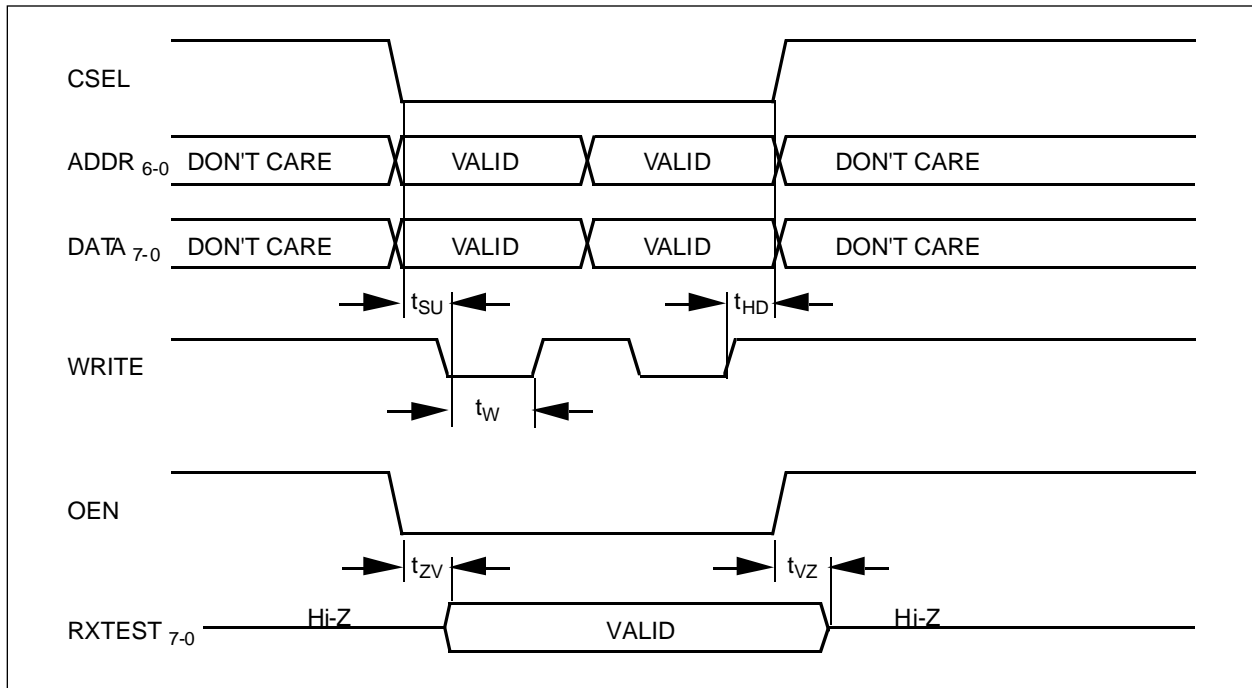 CSEL
ADDR 6-0 DON'T CARE VALID VALID DON'T CARE
DATA 7-0 DON'T CARE VALID VALID DON'T CARE
tSU tHD
WRITE
tW
OEN
tZV tVZ
RXTEST 7-0 Hi-Z VALID Hi-Z